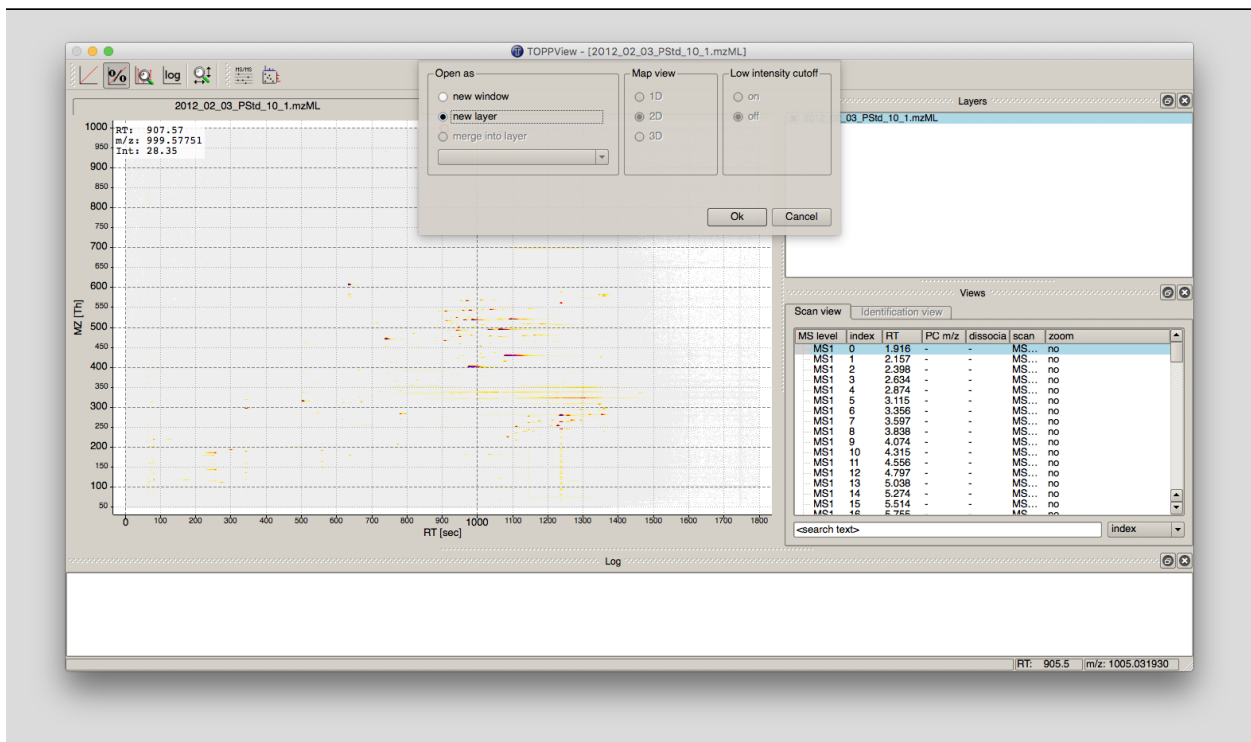 TOPPView - [2012_02_03_PStd_10_1.mzML]
% log MS/MS
Open as
new window
new layer
merge into layer
Map view
1D
2D
3D
Low intensity cutoff
on
off
Ok Cancel
2012_02_03_PStd_10_1.mzML
RT: 907.57
m/z: 999.57751
Int: 28.35
MZ [Th]
1000
950
900
850
800
750
700
650
600
550
500
450
400
350
300
250
200
150
100
50
0 100 200 300 400 500 600 700 800 900 1000 1100 1200 1300 1400 1500 1600 1700 1800
RT [sec]
Layers
_03_PStd_10_1.mzML
Views
Scan view Identification view
MS level index RT PC m/z dissocia scan zoom
MS1 0 1.916 - - MS... no
MS1 1 2.157 - - MS... no
MS1 2 2.398 - - MS... no
MS1 3 2.634 - - MS... no
MS1 4 2.874 - - MS... no
MS1 5 3.115 - - MS... no
MS1 6 3.356 - - MS... no
MS1 7 3.597 - - MS... no
MS1 8 3.838 - - MS... no
MS1 9 4.074 - - MS... no
MS1 10 4.315 - - MS... no
MS1 11 4.556 - - MS... no
MS1 12 4.797 - - MS... no
MS1 13 5.038 - - MS... no
MS1 14 5.274 - - MS... no
MS1 15 5.514 - - MS... no
MS1 16 5.755 - - MS... no
<search text> index
Log
RT: 905.5 m/z: 1005.031930